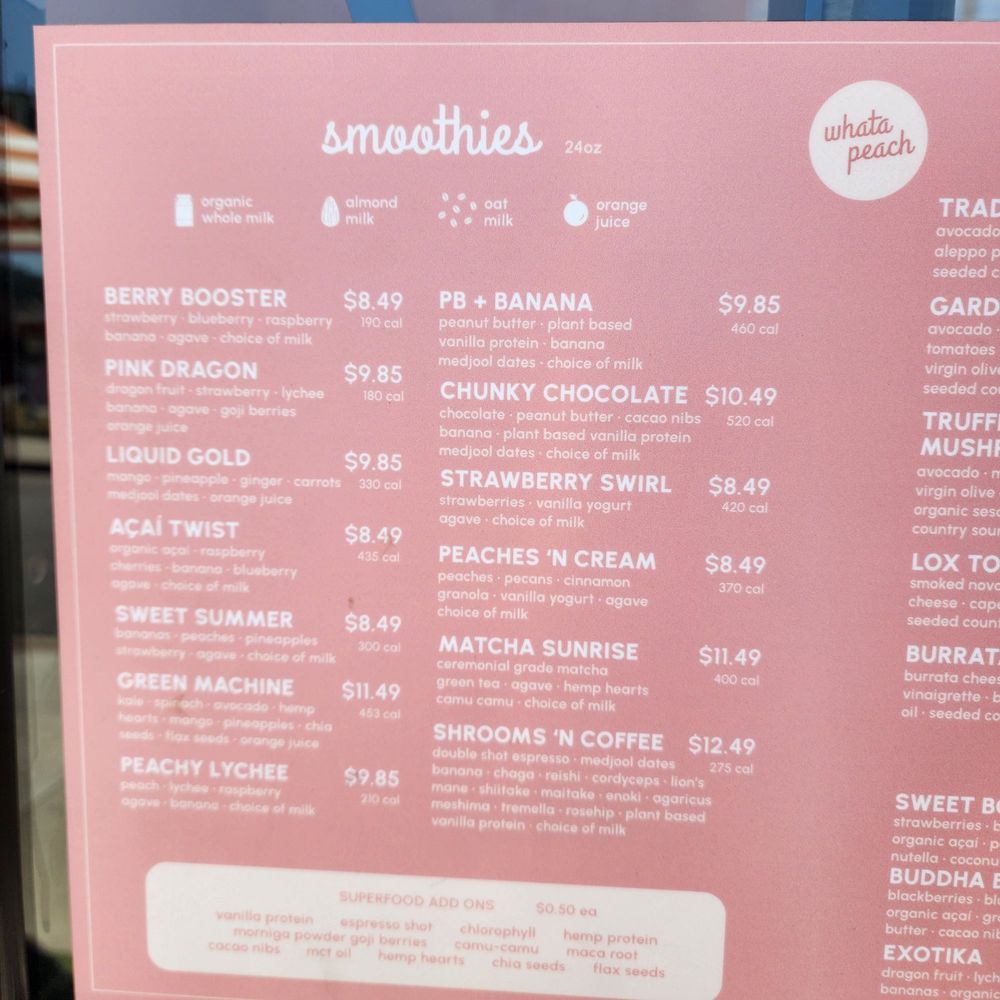 smoothies 24oz
whata
peach
organic
whole milk
almond
milk
oat
milk
orange
juice
BERRY BOOSTER $8.49
strawberry · blueberry · raspberry 190 cal
banana · agave · choice of milk
PINK DRAGON $9.85
dragon fruit · strawberry · lychee 180 cal
banana · agave · goji berries
orange juice
LIQUID GOLD $9.85
mango · pineapple · ginger · carrots 330 cal
medjool dates · orange juice
AÇAÍ TWIST $8.49
organic açaí · raspberry 435 cal
cherries · banana · blueberry
agave · choice of milk
SWEET SUMMER $8.49
bananas · peaches · pineapples 300 cal
strawberry · agave · choice of milk
GREEN MACHINE $11.49
kale · spinach · avocado · hemp 453 cal
hearts · mango · pineapples · chia
seeds · flax seeds · orange juice
PEACHY LYCHEE $9.85
peach · lychee · raspberry 210 cal
agave · banana · choice of milk
PB + BANANA $9.85
peanut butter · plant based 460 cal
vanilla protein · banana
medjool dates · choice of milk
CHUNKY CHOCOLATE $10.49
chocolate · peanut butter · cacao nibs 520 cal
banana · plant based vanilla protein
medjool dates · choice of milk
STRAWBERRY SWIRL $8.49
strawberries · vanilla yogurt 420 cal
agave · choice of milk
PEACHES 'N CREAM $8.49
peaches · pecans · cinnamon 370 cal
granola · vanilla yogurt · agave
choice of milk
MATCHA SUNRISE $11.49
ceremonial grade matcha 400 cal
green tea · agave · hemp hearts
camu camu · choice of milk
SHROOMS 'N COFFEE $12.49
double shot espresso · medjool dates 275 cal
banana · chaga · reishi · cordyceps · lion's
mane · shiitake · maitake · enoki · agaricus
meshima · tremella · rosehip · plant based
vanilla protein · choice of milk
SUPERFOOD ADD ONS $0.50 ea
vanilla protein espresso shot chlorophyll hemp protein
morniga powder goji berries camu-camu maca root
cacao nibs mct oil hemp hearts chia seeds flax seeds
TRAD
avocado
aleppo p
seeded c
GARD
avocado ·
tomatoes
virgin olive
seeded co
TRUFF
MUSH
avocado · m
virgin olive
organic sesa
country sour
LOX TO
smoked nova
cheese · cape
seeded count
BURRATA
burrata chees
vinaigrette · b
oil · seeded co
SWEET BO
strawberries · b
organic açaí · p
nutella · coconu
BUDDHA B
blackberries · blu
organic açaí · gr
butter · cacao nib
EXOTIKA
dragon fruit · lych
bananas · organic